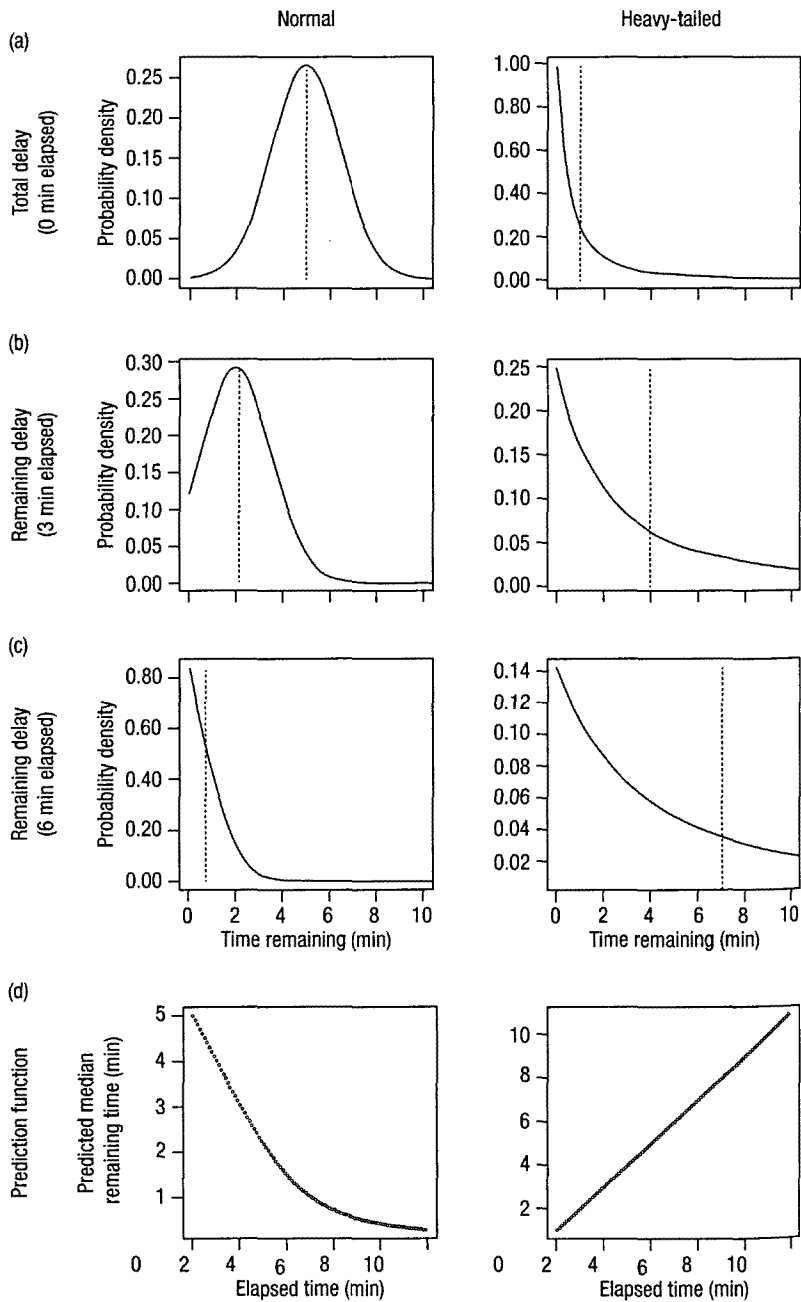 Normal
Heavy-tailed
(a)
Total delay
(0 min elapsed)
Probability density
0.25
0.20
0.15
0.10
0.05
0.00
1.00
0.80
0.60
0.40
0.20
0.00
(b)
Remaining delay
(3 min elapsed)
Probability density
0.30
0.25
0.20
0.15
0.10
0.05
0.00
0.25
0.20
0.15
0.10
0.05
0.00
(c)
Remaining delay
(6 min elapsed)
Probability density
0.80
0.60
0.40
0.20
0.00
0 2 4 6 8 10
Time remaining (min)
0.14
0.12
0.10
0.08
0.06
0.04
0.02
0 2 4 6 8 10
Time remaining (min)
(d)
Prediction function
Predicted median
remaining time (min)
5
4
3
2
1
0 2 4 6 8 10
Elapsed time (min)
10
8
6
4
2
0 2 4 6 8 10
Elapsed time (min)